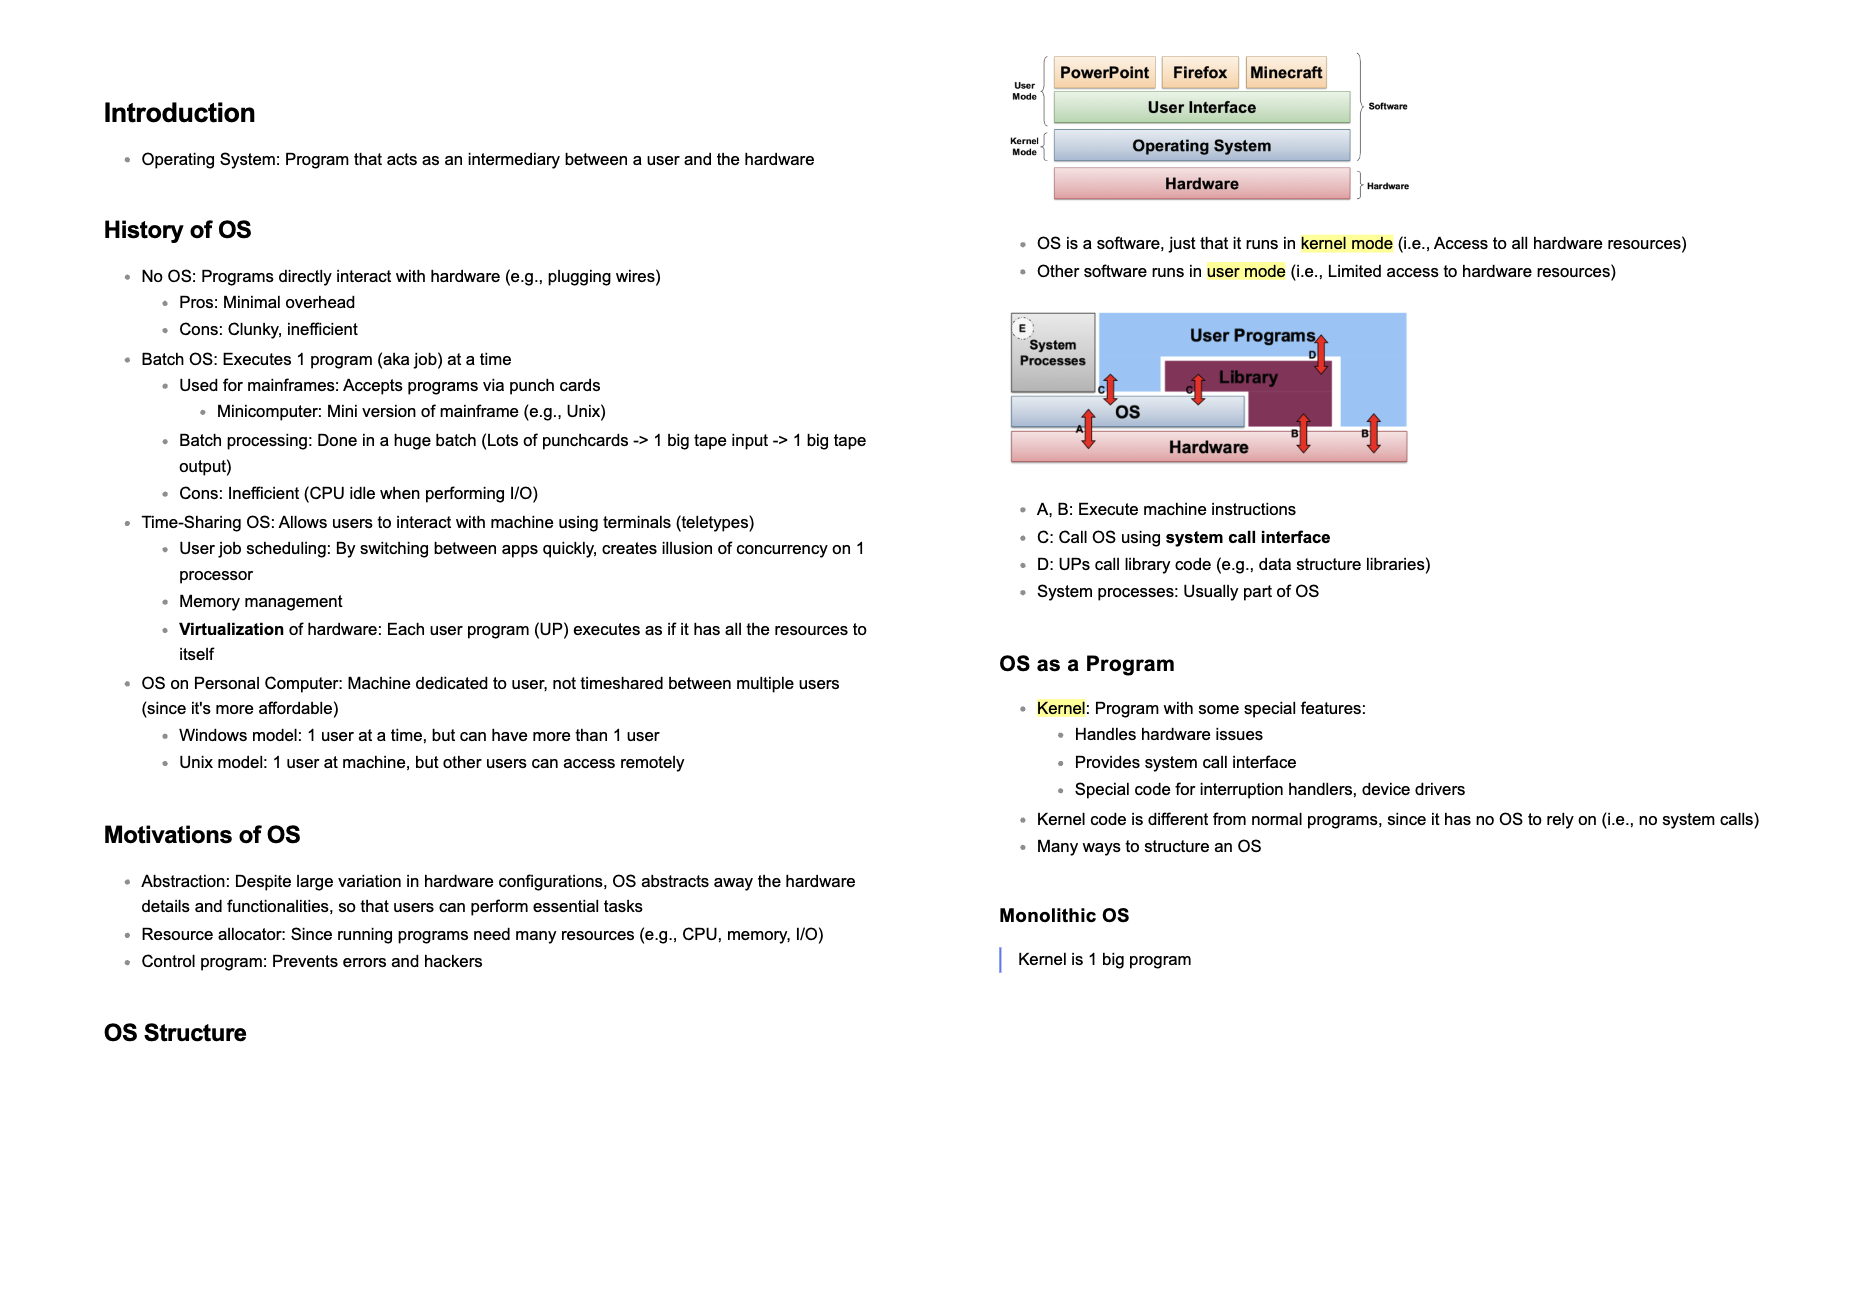 Introduction
Operating System: Program that acts as an intermediary between a user and the hardware
History of OS
No OS: Programs directly interact with hardware (e.g., plugging wires)
Pros: Minimal overhead
Cons: Clunky, inefficient
Batch OS: Executes 1 program (aka job) at a time
Used for mainframes: Accepts programs via punch cards
Minicomputer: Mini version of mainframe (e.g., Unix)
Batch processing: Done in a huge batch (Lots of punchcards -> 1 big tape input -> 1 big tape
output)
Cons: Inefficient (CPU idle when performing I/O)
Time-Sharing OS: Allows users to interact with machine using terminals (teletypes)
User job scheduling: By switching between apps quickly, creates illusion of concurrency on 1
processor
Memory management
Virtualization of hardware: Each user program (UP) executes as if it has all the resources to
itself
OS on Personal Computer: Machine dedicated to user, not timeshared between multiple users
(since it's more affordable)
Windows model: 1 user at a time, but can have more than 1 user
Unix model: 1 user at machine, but other users can access remotely
Motivations of OS
Abstraction: Despite large variation in hardware configurations, OS abstracts away the hardware
details and functionalities, so that users can perform essential tasks
Resource allocator: Since running programs need many resources (e.g., CPU, memory, I/O)
Control program: Prevents errors and hackers
OS Structure
PowerPoint Firefox Minecraft
User
Mode
User Interface
Software
Kernel
Mode
Operating System
Hardware
Hardware
OS is a software, just that it runs in kernel mode (i.e., Access to all hardware resources)
Other software runs in user mode (i.e., Limited access to hardware resources)
E
System
Processes
User Programs
D
Library
C
C
OS
A
B
B
Hardware
A, B: Execute machine instructions
C: Call OS using system call interface
D: UPs call library code (e.g., data structure libraries)
System processes: Usually part of OS
OS as a Program
Kernel: Program with some special features:
Handles hardware issues
Provides system call interface
Special code for interruption handlers, device drivers
Kernel code is different from normal programs, since it has no OS to rely on (i.e., no system calls)
Many ways to structure an OS
Monolithic OS
Kernel is 1 big program